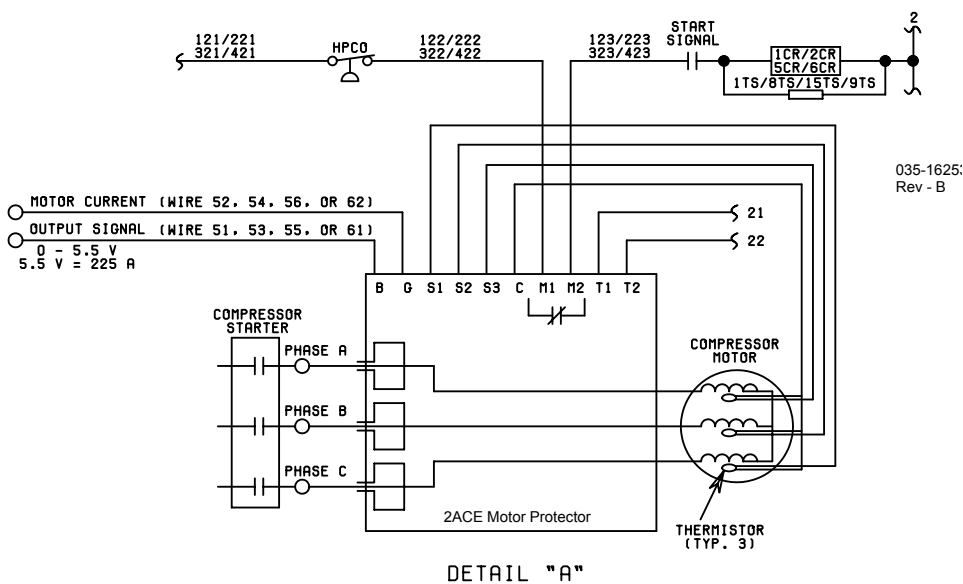 2
121/221
321/421
HPCO
122/222
322/422
123/223
323/423
START
SIGNAL
1CR/2CR
5CR/6CR
1TS/8TS/15TS/9TS
035-16253
Rev - B
MOTOR CURRENT (WIRE 52, 54, 56, OR 62)
OUTPUT SIGNAL (WIRE 51, 53, 55, OR 61)
0 - 5.5 V
5.5 V = 225 A
21
22
B G S1 S2 S3 C M1 M2 T1 T2
COMPRESSOR
STARTER
PHASE A
PHASE B
PHASE C
COMPRESSOR
MOTOR
2ACE Motor Protector
THERMISTOR
(TYP. 3)
DETAIL "A"